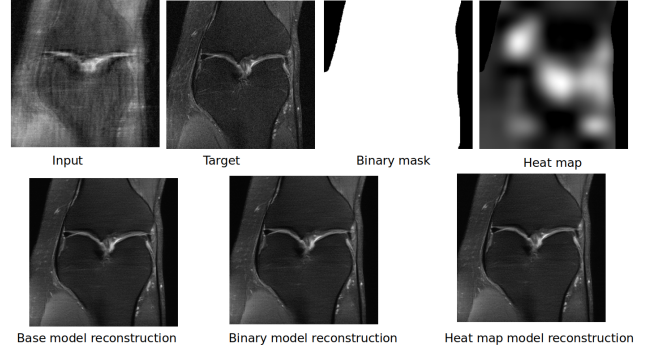 Input
Target
Binary mask
Heat map
Base model reconstruction
Binary model reconstruction
Heat map model reconstruction